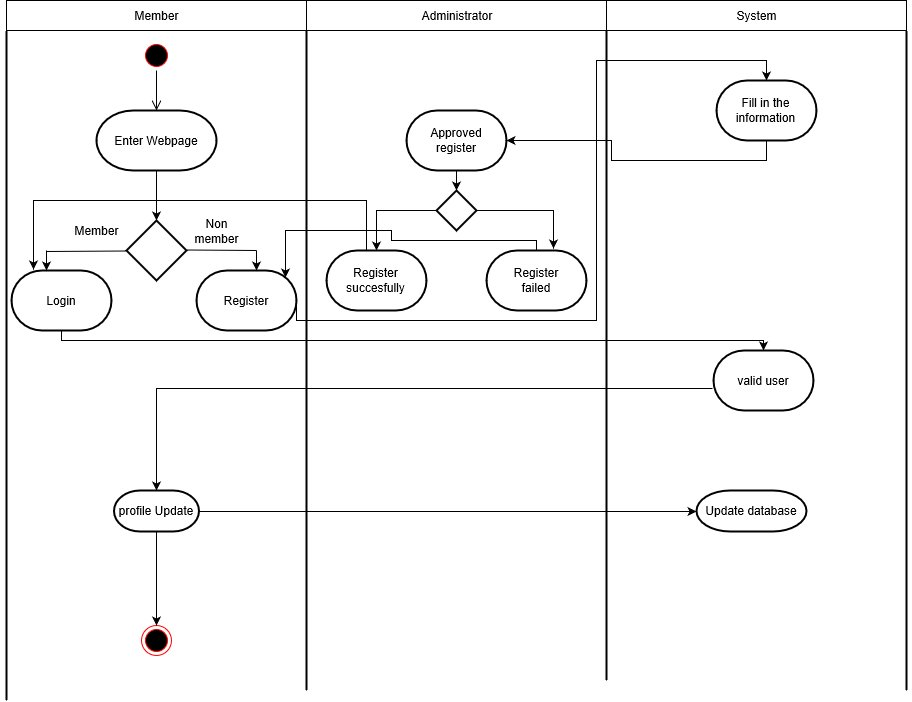 Member
Administrator
System
Fill in the
information
Enter Webpage
Approved
register
Member
Non
member
Login
Register
Register
succesfully
Register
failed
valid user
profile Update
Update database